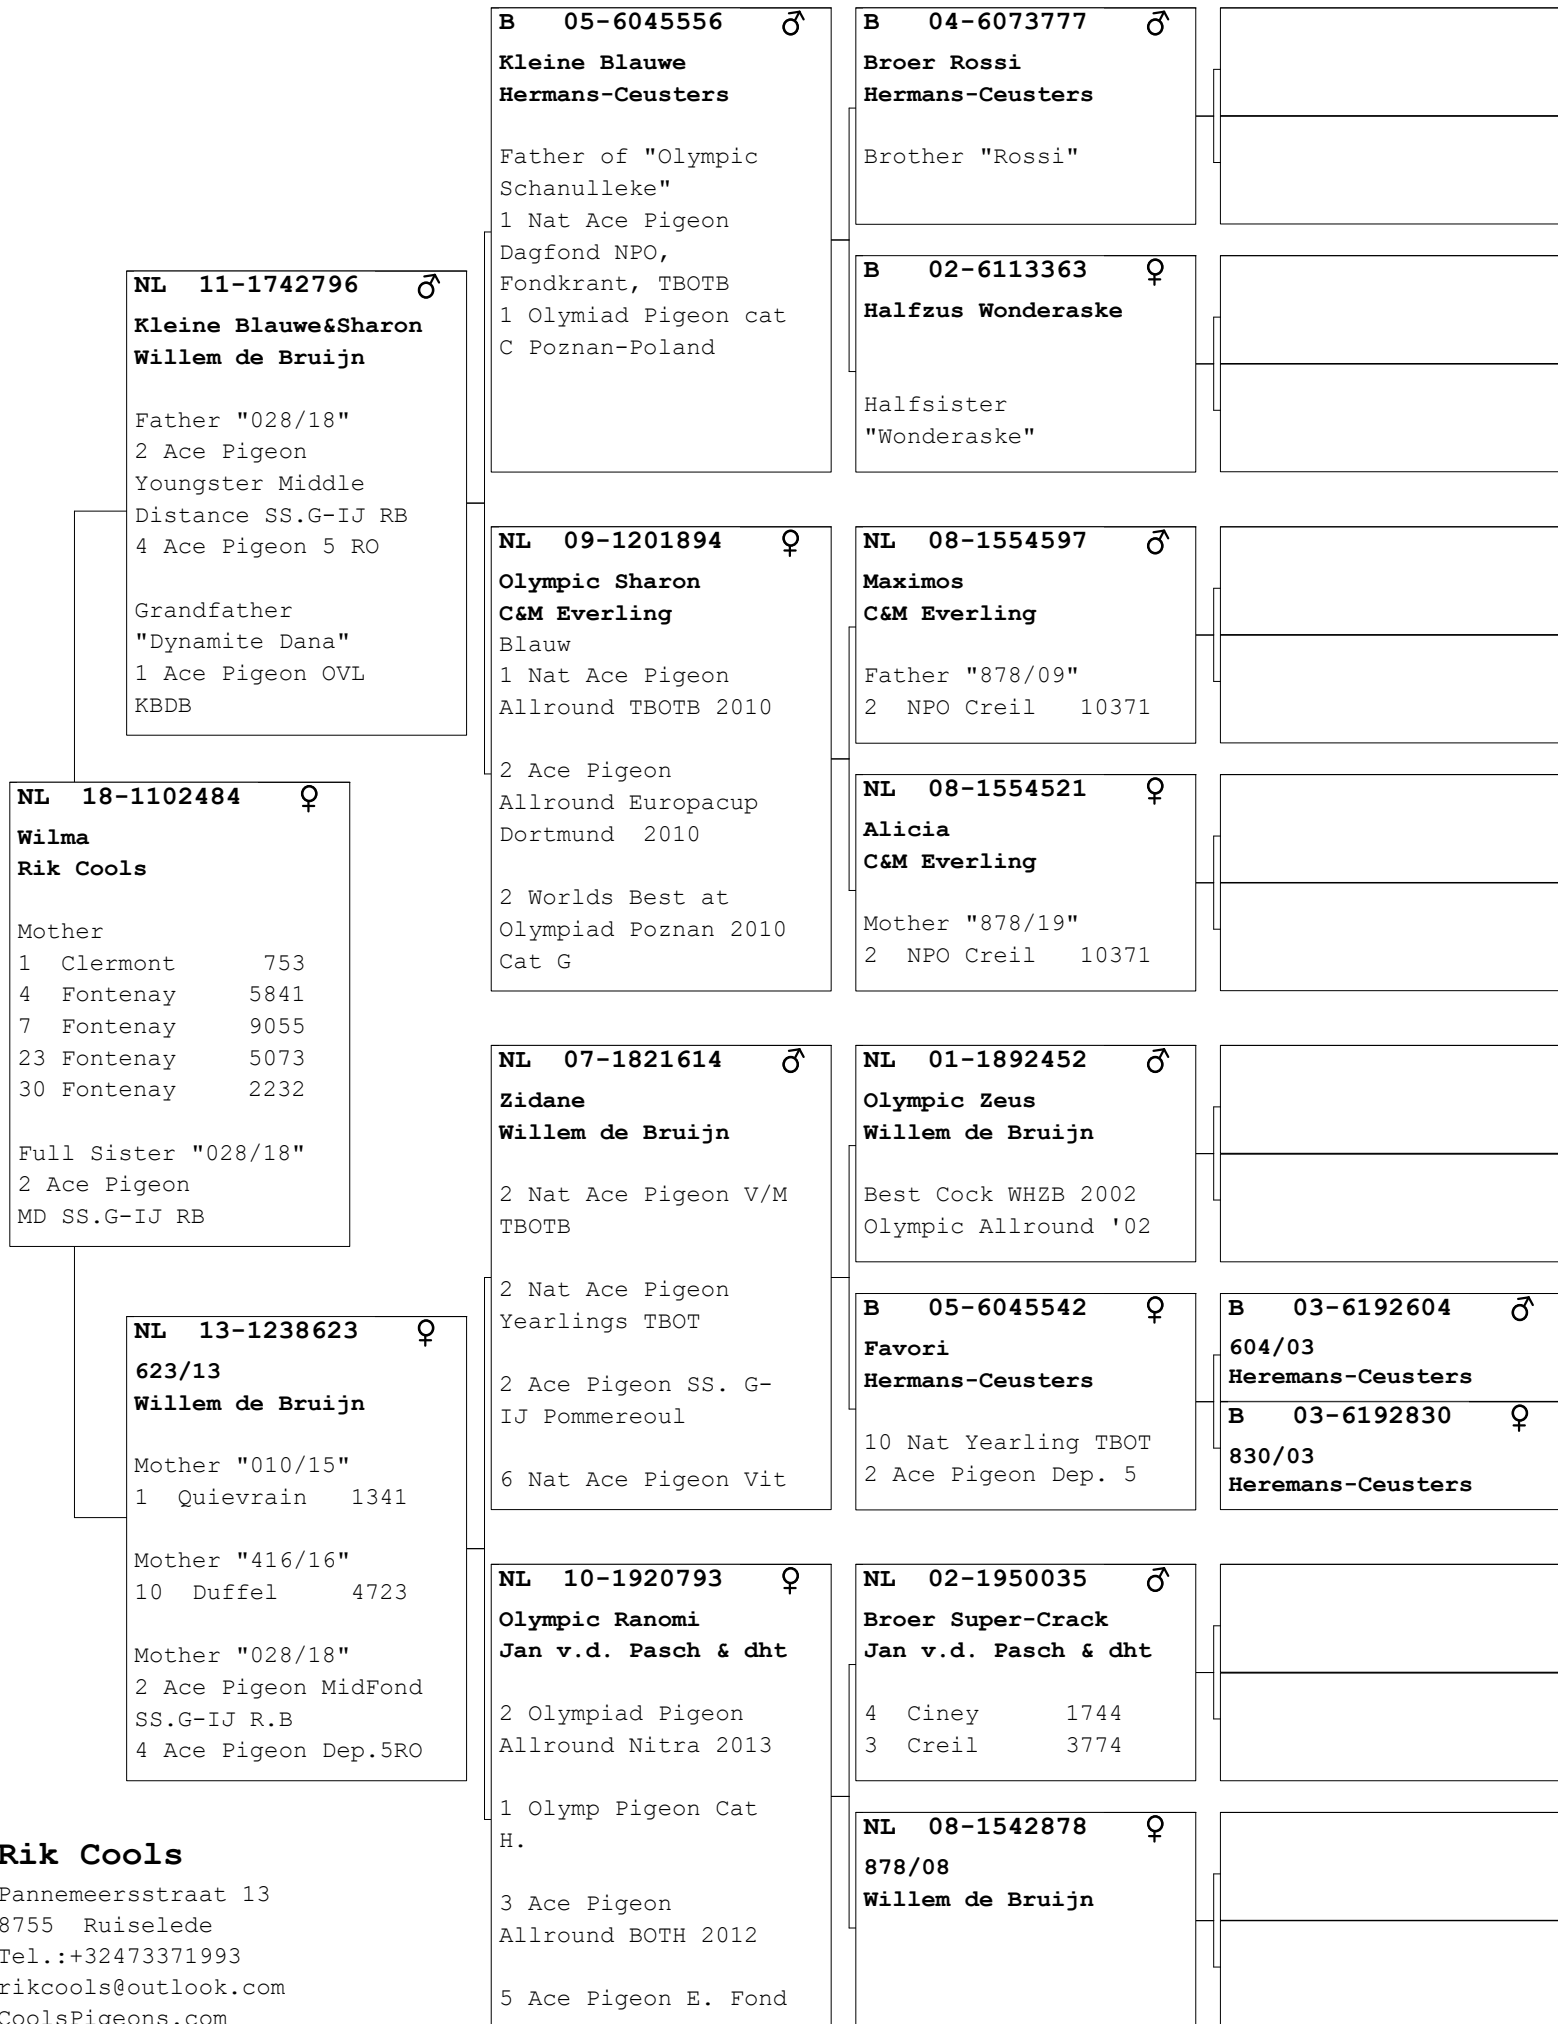 NL 18-1102484 ♀
Wilma
Rik Cools
Mother
1 Clermont 753
4 Fontenay 5841
7 Fontenay 9055
23 Fontenay 5073
30 Fontenay 2232
Full Sister "028/18"
2 Ace Pigeon
MD SS.G-IJ RB
NL 11-1742796 ♂
Kleine Blauwe&Sharon
Willem de Bruijn
Father "028/18"
2 Ace Pigeon
Youngster Middle
Distance SS.G-IJ RB
4 Ace Pigeon 5 RO
Grandfather
"Dynamite Dana"
1 Ace Pigeon OVL
KBDB
NL 13-1238623 ♀
623/13
Willem de Bruijn
Mother "010/15"
1 Quievrain 1341
Mother "416/16"
10 Duffel 4723
Mother "028/18"
2 Ace Pigeon MidFond
SS.G-IJ R.B
4 Ace Pigeon Dep.5RO
B 05-6045556 ♂
Kleine Blauwe
Hermans-Ceusters
Father of "Olympic
Schanulleke"
1 Nat Ace Pigeon
Dagfond NPO,
Fondkrant, TBOTB
1 Olymiad Pigeon cat
C Poznan-Poland
NL 09-1201894 ♀
Olympic Sharon
C&M Everling
Blauw
1 Nat Ace Pigeon
Allround TBOTB 2010
2 Ace Pigeon
Allround Europacup
Dortmund 2010
2 Worlds Best at
Olympiad Poznan 2010
Cat G
NL 07-1821614 ♂
Zidane
Willem de Bruijn
2 Nat Ace Pigeon V/M
TBOTB
2 Nat Ace Pigeon
Yearlings TBOT
2 Ace Pigeon SS. G-
IJ Pommereoul
6 Nat Ace Pigeon Vit
NL 10-1920793 ♀
Olympic Ranomi
Jan v.d. Pasch & dht
2 Olympiad Pigeon
Allround Nitra 2013
1 Olymp Pigeon Cat
H.
3 Ace Pigeon
Allround BOTH 2012
5 Ace Pigeon E. Fond
B 04-6073777 ♂
Broer Rossi
Hermans-Ceusters
Brother "Rossi"
B 02-6113363 ♀
Halfzus Wonderaske
Halfsister
"Wonderaske"
NL 08-1554597 ♂
Maximos
C&M Everling
Father "878/09"
2 NPO Creil 10371
NL 08-1554521 ♀
Alicia
C&M Everling
Mother "878/19"
2 NPO Creil 10371
NL 01-1892452 ♂
Olympic Zeus
Willem de Bruijn
Best Cock WHZB 2002
Olympic Allround '02
B 05-6045542 ♀
Favori
Hermans-Ceusters
10 Nat Yearling TBOT
2 Ace Pigeon Dep. 5
NL 02-1950035 ♂
Broer Super-Crack
Jan v.d. Pasch & dht
4 Ciney 1744
3 Creil 3774
NL 08-1542878 ♀
878/08
Willem de Bruijn
B 03-6192604 ♂
604/03
Heremans-Ceusters
B 03-6192830 ♀
830/03
Heremans-Ceusters
Rik Cools
Pannemeersstraat 13
8755 Ruiselede
Tel.:+32473371993
rikcools@outlook.com
CoolsPigeons.com